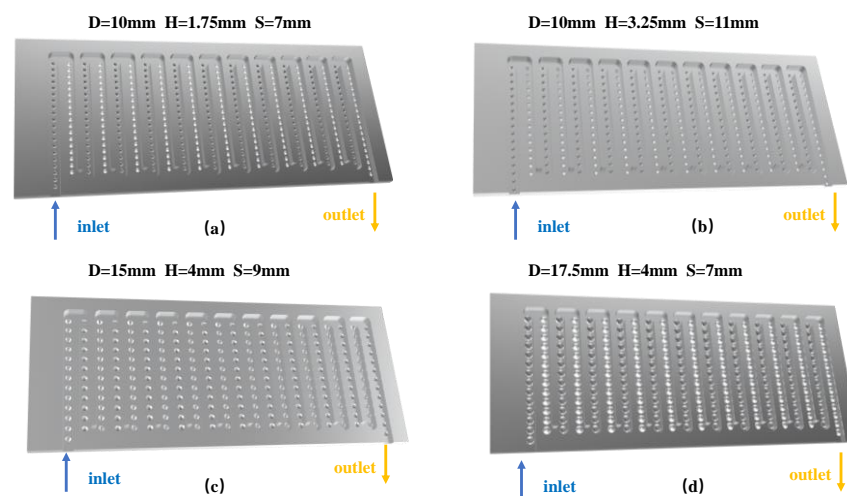 D=10mm H=1.75mm S=7mm
D=10mm H=3.25mm S=11mm
inlet
(a)
outlet
inlet
(b)
outlet
D=15mm H=4mm S=9mm
D=17.5mm H=4mm S=7mm
inlet
(c)
outlet
inlet
(d)
outlet